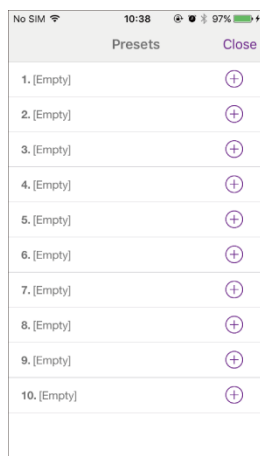 No SIM 10:38 97%
Presets Close
1. [Empty]
2. [Empty]
3. [Empty]
4. [Empty]
5. [Empty]
6. [Empty]
7. [Empty]
8. [Empty]
9. [Empty]
10. [Empty]